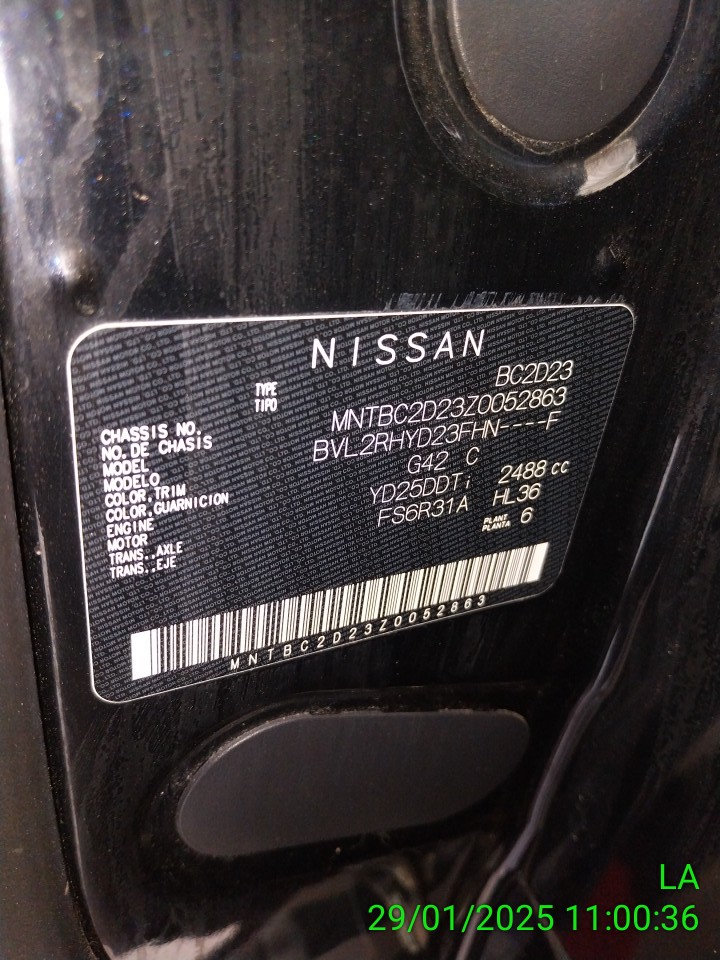 NISSAN
TYPE
TIPO
BC2D23
CHASSIS NO.
NO. DE CHASIS
MNTBC2D23Z0052863
MODEL
MODELO
BVL2RHYD23FHN----F
COLOR,TRIM
COLOR,GUARNICION
G42 C
ENGINE
MOTOR
YD25DDTi 2488 cc
TRANS..AXLE
TRANS..EJE
FS6R31A HL36
PLANT
PLANTA
6
MNTBC2D23Z0052863
LA
29/01/2025 11:00:36